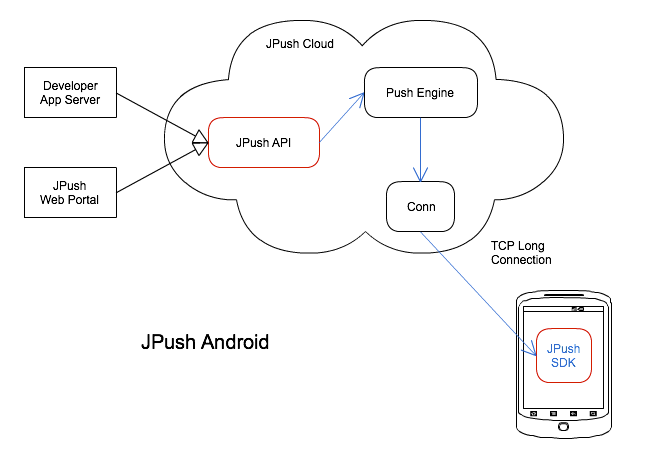 JPush Cloud
Developer
App Server
Push Engine
JPush API
JPush
Web Portal
Conn
TCP Long
Connection
JPush Android
JPush
SDK